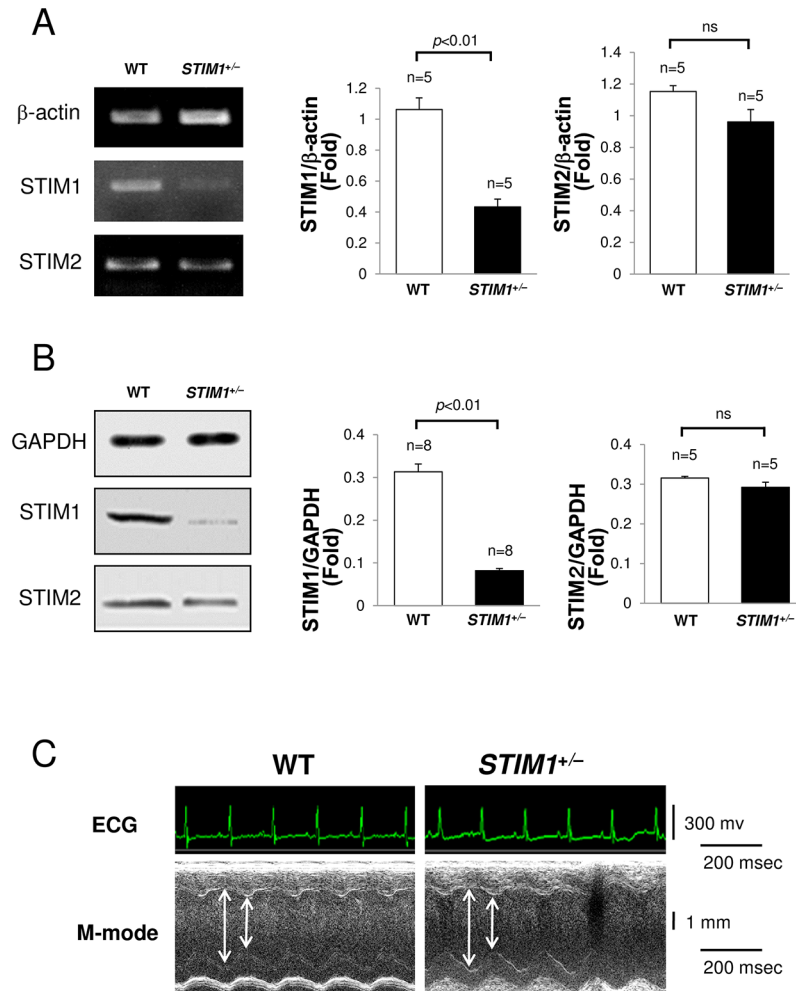 A
WT STIM1+/–
β-actin
STIM1
STIM2
STIM1/β-actin
(Fold)
p<0.01
n=5
n=5
1.2
1
0.8
0.6
0.4
0.2
0
WT STIM1+/–
STIM2/β-actin
(Fold)
ns
n=5
n=5
1.4
1.2
1
0.8
0.6
0.4
0.2
0
WT STIM1+/–
B
WT STIM1+/–
GAPDH
STIM1
STIM2
STIM1/GAPDH
(Fold)
p<0.01
n=8
n=8
0.4
0.3
0.2
0.1
0
WT STIM1+/–
STIM2/GAPDH
(Fold)
ns
n=5
n=5
0.4
0.3
0.2
0.1
0
WT STIM1+/–
C
WT STIM1+/–
ECG
300 mv
200 msec
M-mode
1 mm
200 msec